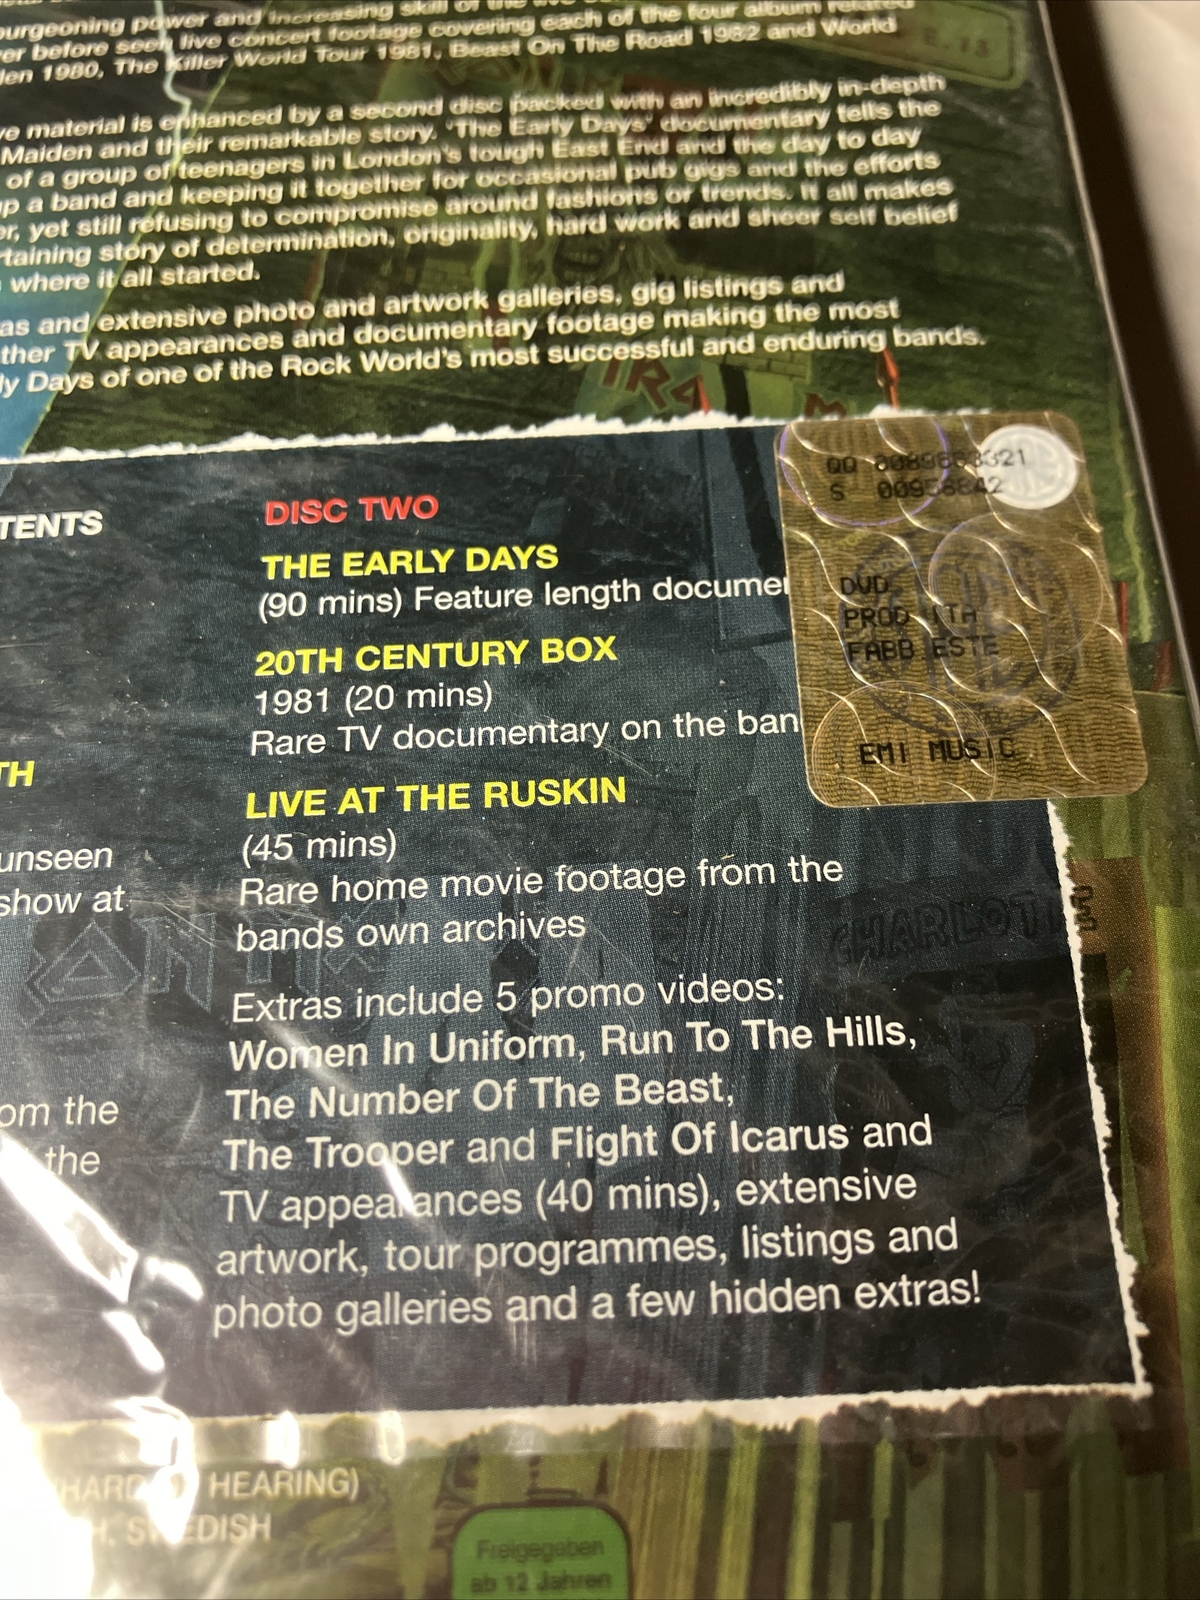 burgeoning power and increasing skill of the
er before seen live concert footage covering each of the four album related
den 1980, The Killer World Tour 1981, Beast On The Road 1982 and World
ve material is enhanced by a second disc packed with an incredibly in-depth
Maiden and their remarkable story. 'The Early Days' documentary tells the
of a group of teenagers in London's tough East End and the day to day
up a band and keeping it together for occasional pub gigs and the efforts
er, yet still refusing to compromise around fashions or trends. It all makes
rtaining story of determination, originality, hard work and sheer self belief
where it all started.
as and extensive photo and artwork galleries, gig listings and
ther TV appearances and documentary footage making the most
ly Days of one of the Rock World's most successful and enduring bands.
TENTS
TH
unseen
show at
om the
the
DISC TWO
THE EARLY DAYS
(90 mins) Feature length documen
20TH CENTURY BOX
1981 (20 mins)
Rare TV documentary on the ban
LIVE AT THE RUSKIN
(45 mins)
Rare home movie footage from the
bands own archives
Extras include 5 promo videos:
Women In Uniform, Run To The Hills,
The Number Of The Beast,
The Trooper and Flight Of Icarus and
TV appearances (40 mins), extensive
artwork, tour programmes, listings and
photo galleries and a few hidden extras!
QQ
S
DVD
PROD
FABB ESTE
EMI MUSIC
CHARLOTTE
HEARING)
SWEDISH
Freigegeben
ab 12 Jahren